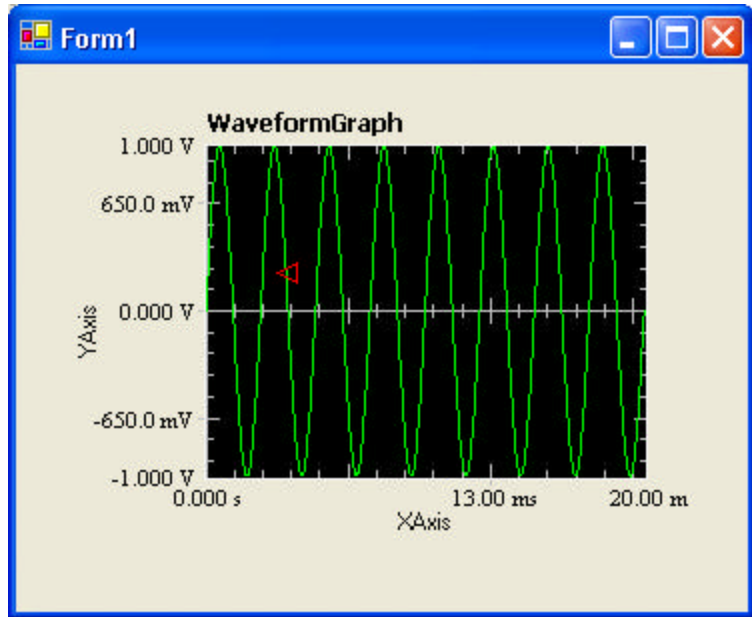 Form1
WaveformGraph
1.000 V
650.0 mV
0.000 V
YAxis
-650.0 mV
-1.000 V
0.000 s 13.00 ms 20.00 m
XAxis